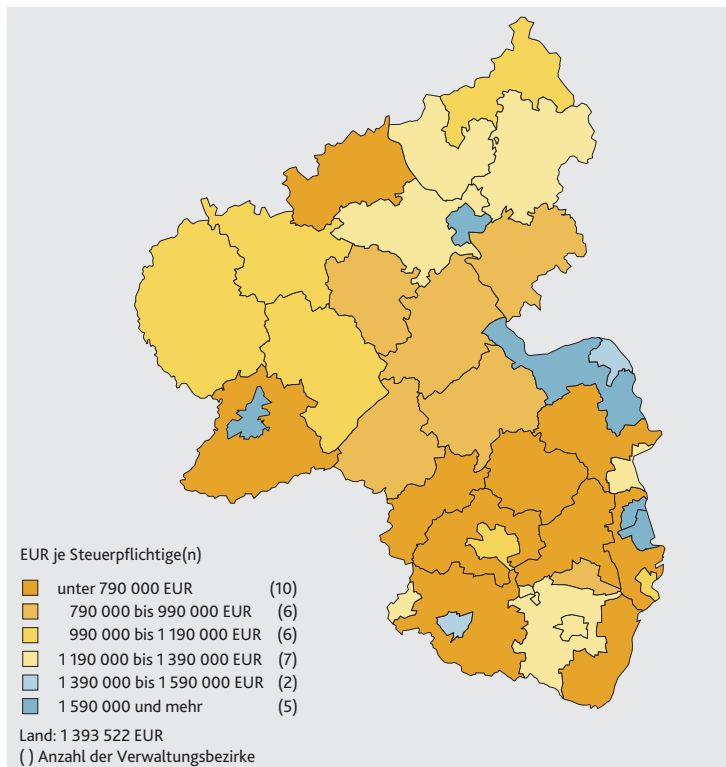 EUR je Steuerpflichtige(n)
unter 790 000 EUR (10)
790 000 bis 990 000 EUR (6)
990 000 bis 1 190 000 EUR (6)
1 190 000 bis 1 390 000 EUR (7)
1 390 000 bis 1 590 000 EUR (2)
1 590 000 und mehr (5)
Land: 1 393 522 EUR
( ) Anzahl der Verwaltungsbezirke